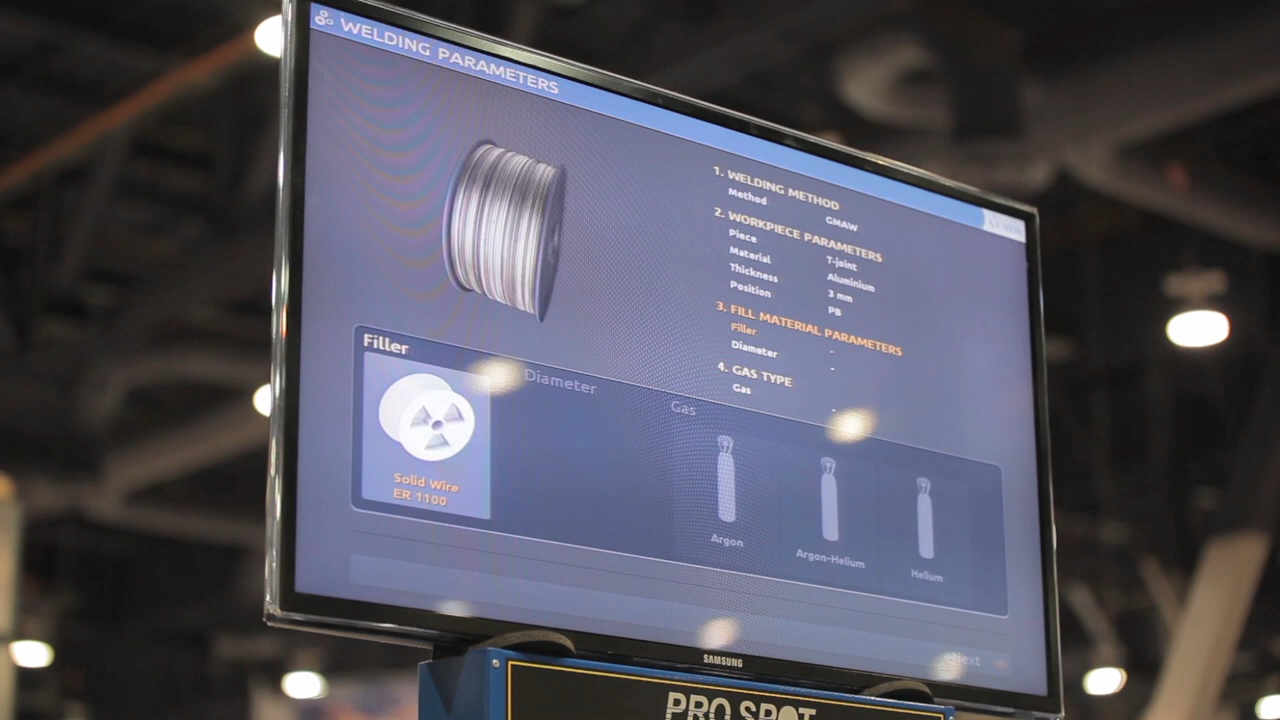 WELDING PARAMETERS
1. WELDING METHOD
Method GMAW
2. WORKPIECE PARAMETERS
Piece T-joint
Material Aluminium
Thickness 3 mm
Position PB
3. FILL MATERIAL PARAMETERS
Filler -
Diameter -
4. GAS TYPE
Gas -
Filler
Diameter
Gas
Solid Wire
ER 1100
Argon
Argon-Helium
Helium
Next
SAMSUNG
PRO SPOT